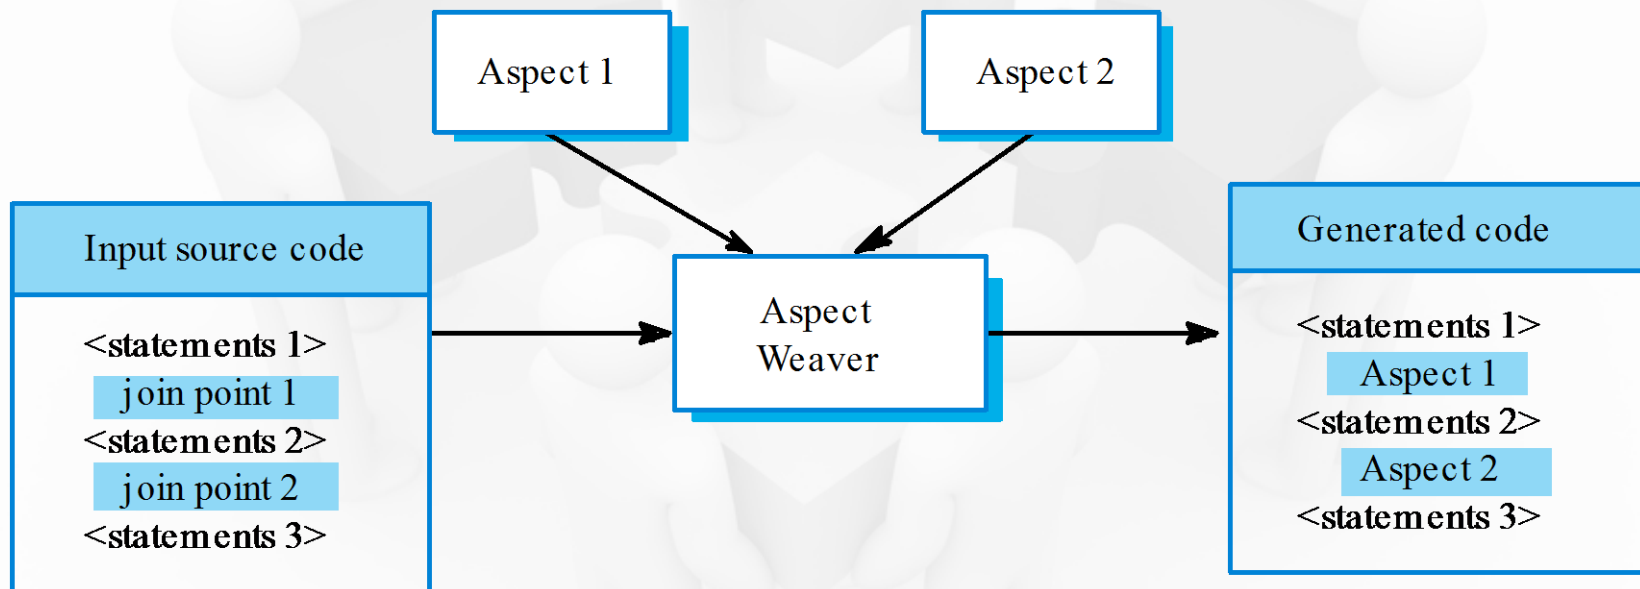 Aspect 1
Aspect 2
Input source code
<statements 1>
join point 1
<statements 2>
join point 2
<statements 3>
Aspect
Weaver
Generated code
<statements 1>
Aspect 1
<statements 2>
Aspect 2
<statements 3>